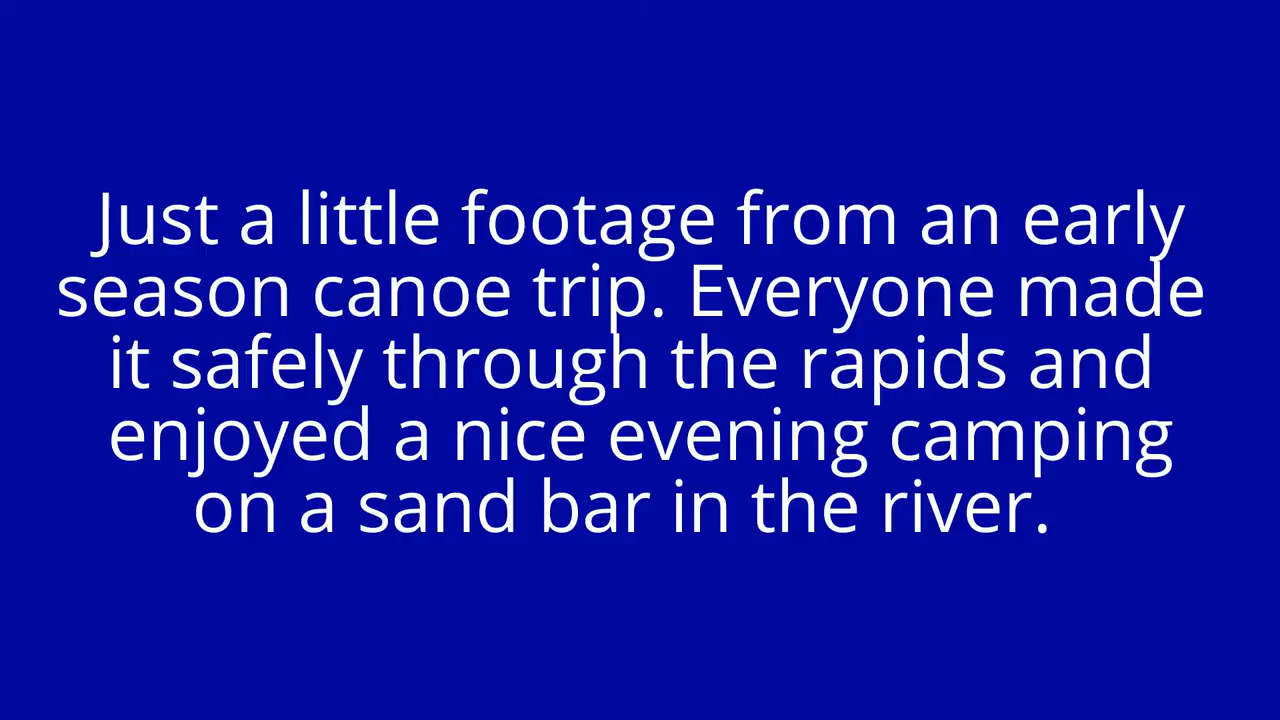 Just a little footage from an early
season canoe trip. Everyone made
it safely through the rapids and
enjoyed a nice evening camping
on a sand bar in the river.